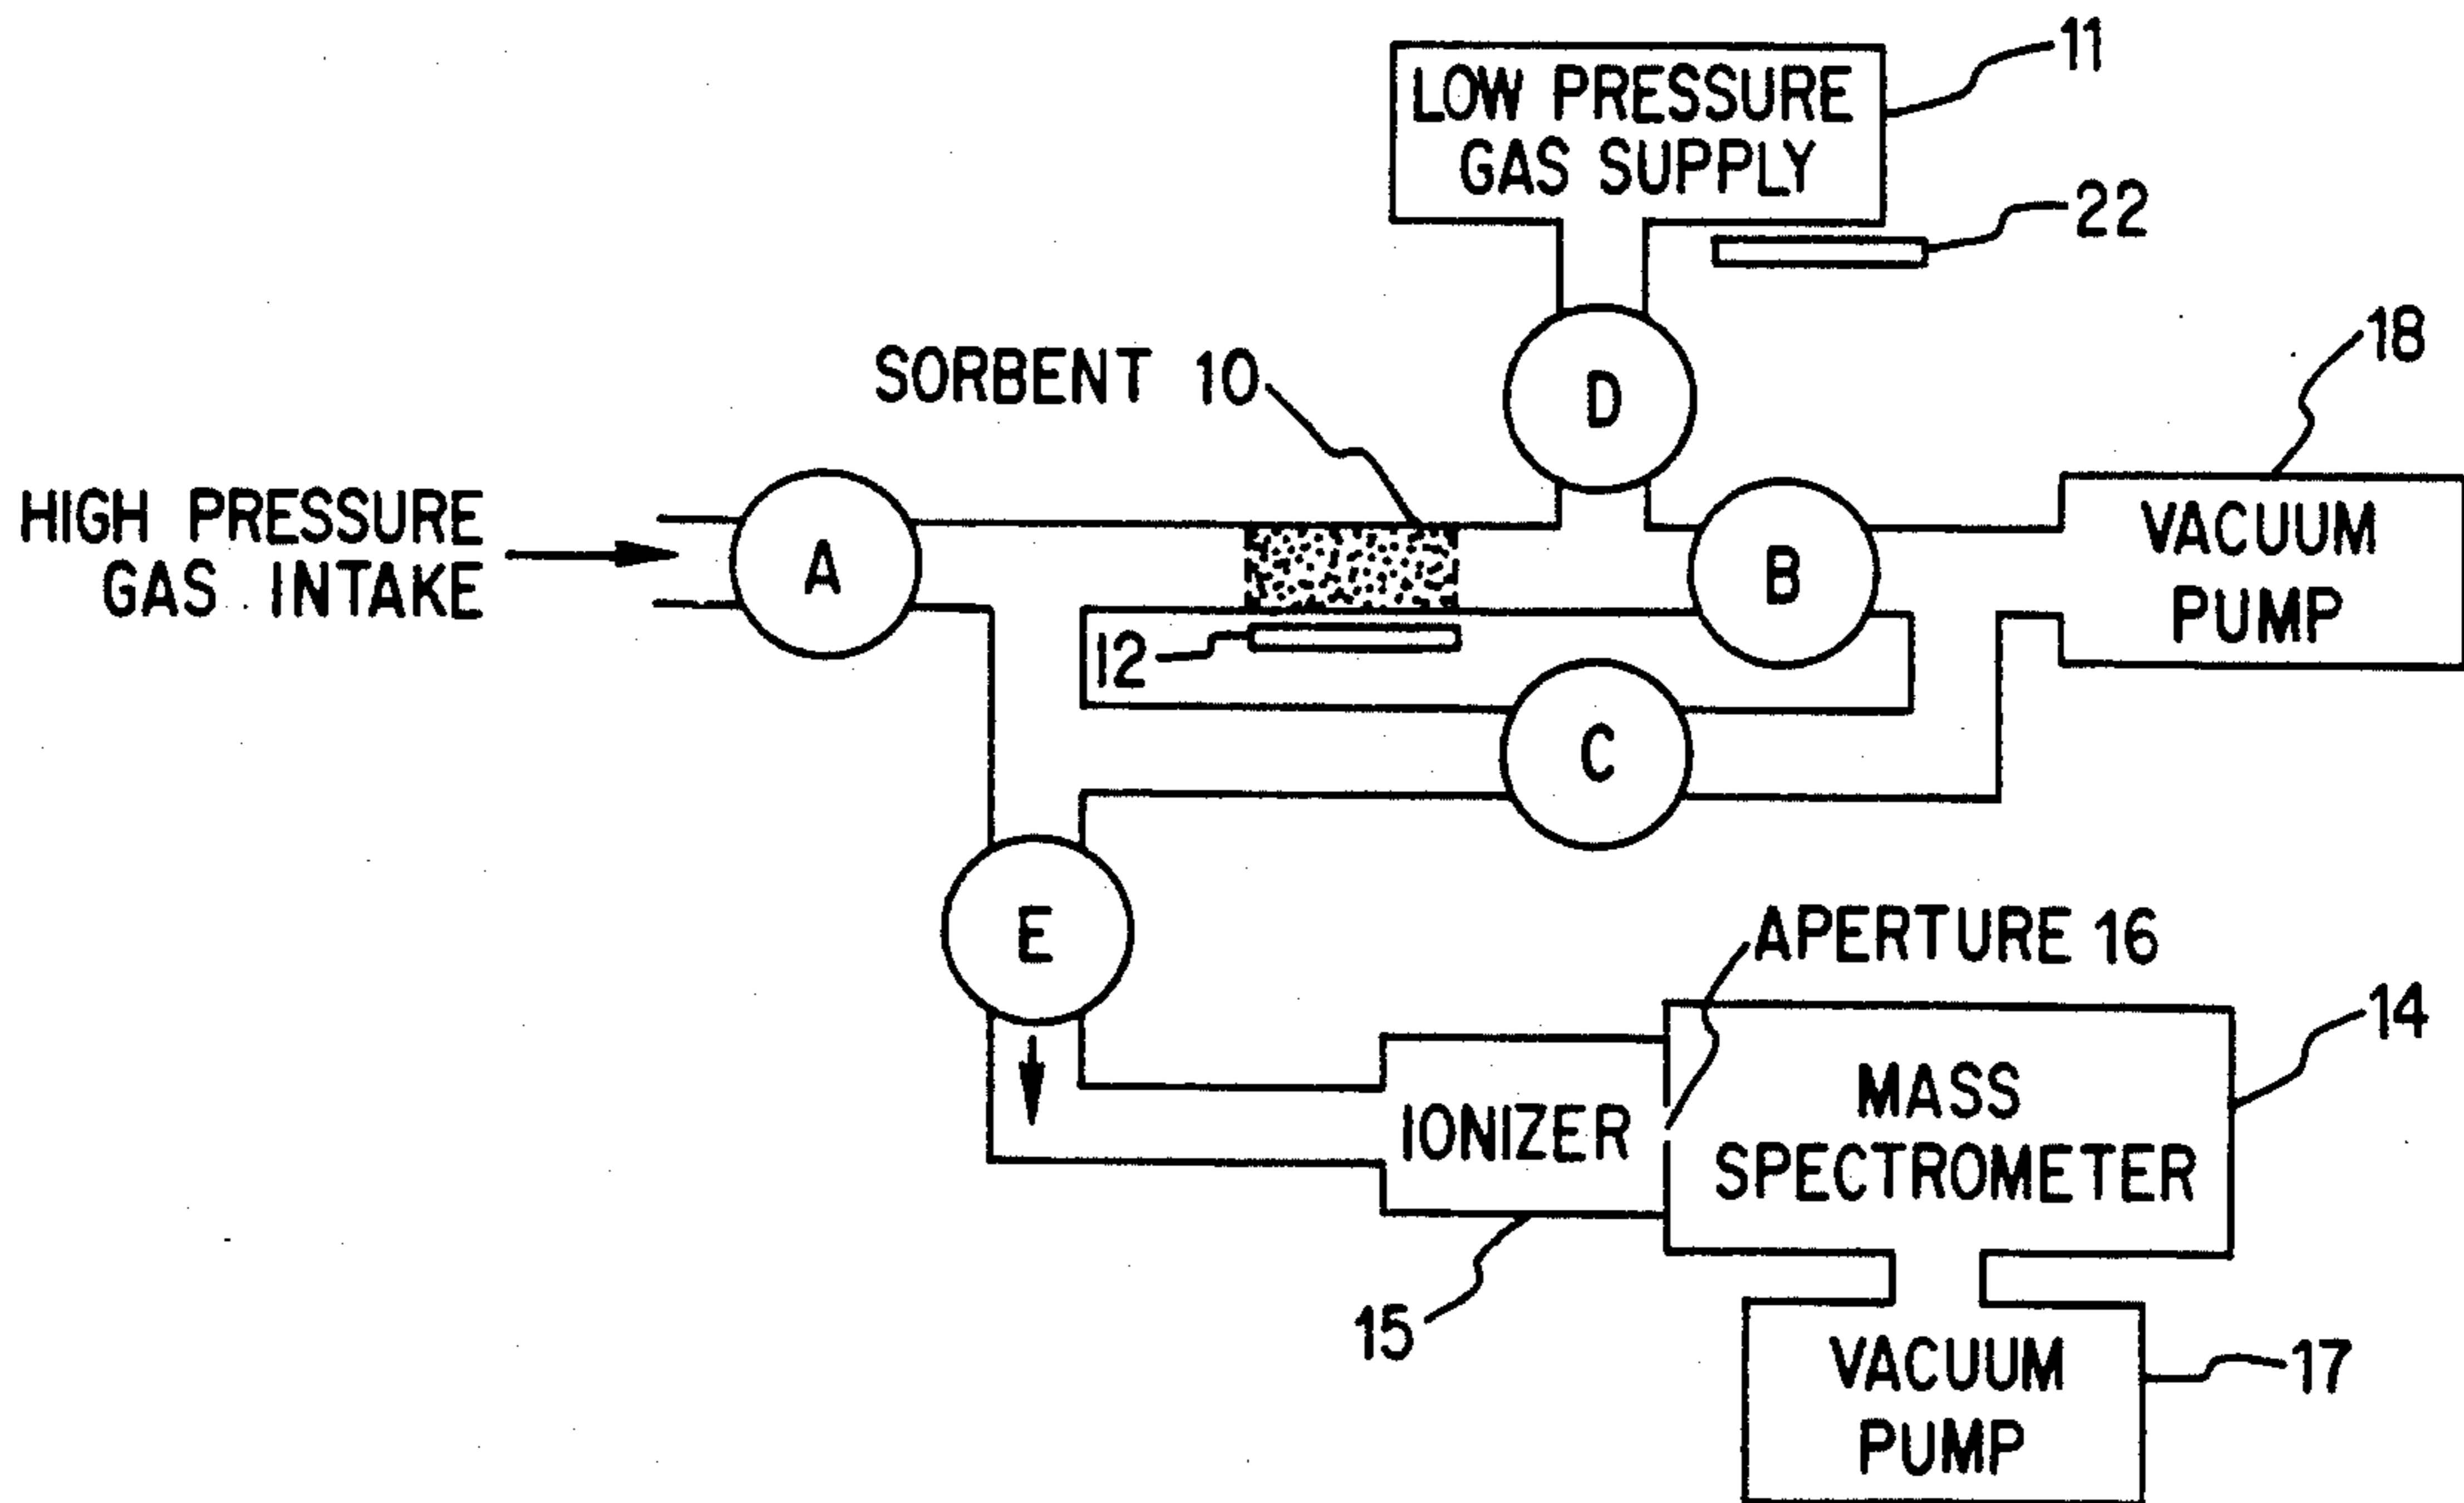 11
LOW PRESSURE
GAS SUPPLY
22
18
SORBENT 10
D
HIGH PRESSURE
GAS INTAKE
A
B
VACUUM
PUMP
12
C
E
APERTURE 16
14
IONIZER
MASS
SPECTROMETER
15
VACUUM
PUMP
17